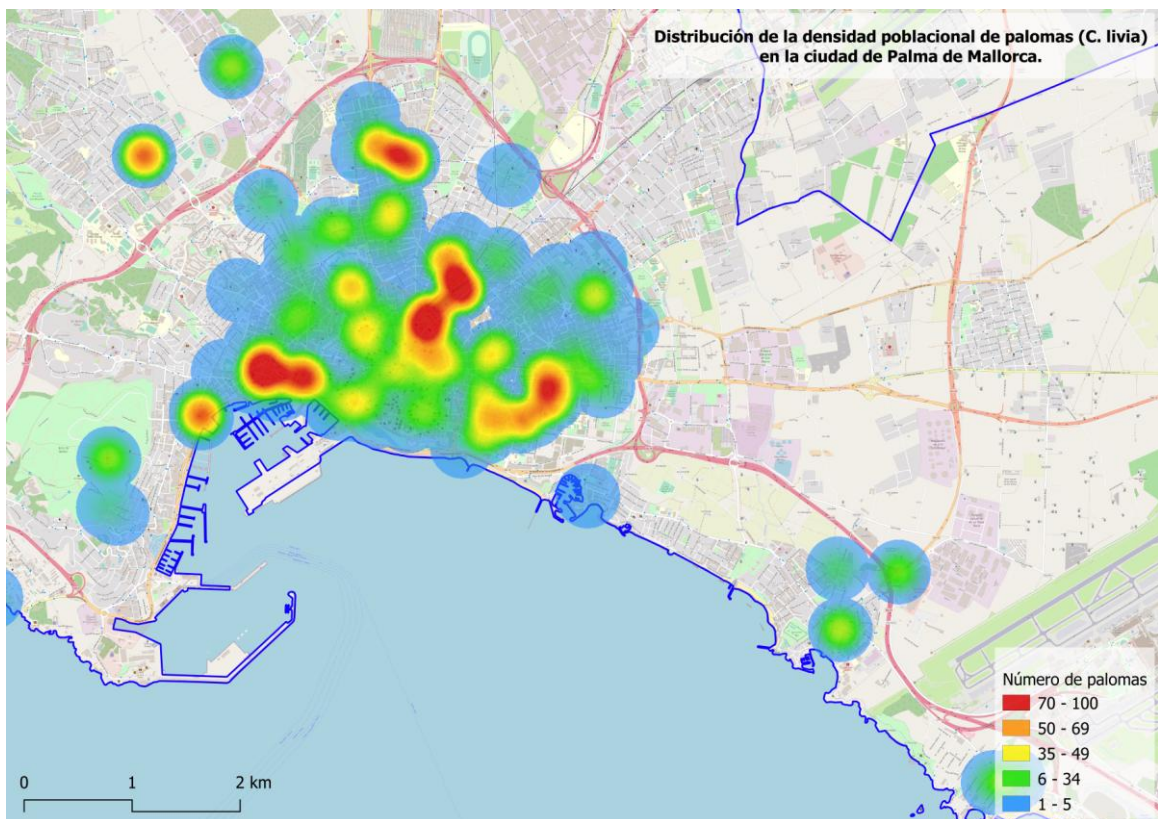 Distribución de la densidad poblacional de palomas (C. livia)
en la ciudad de Palma de Mallorca.
Número de palomas
70 - 100
50 - 69
35 - 49
6 - 34
1 - 5
0 1 2 km